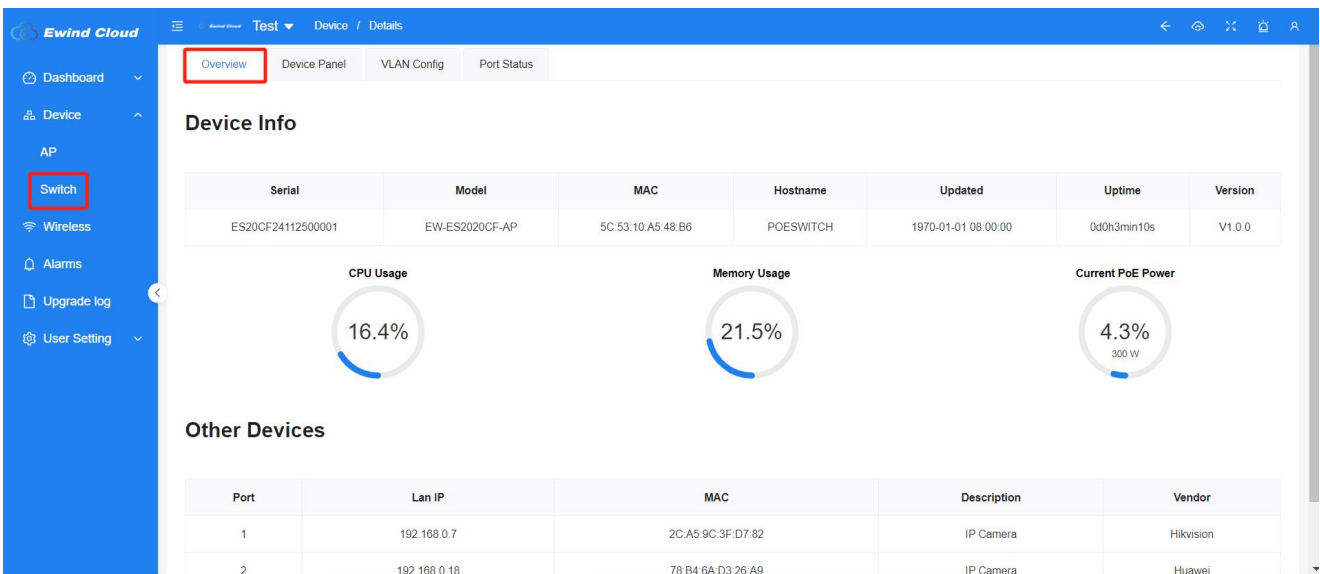 Ewind Cloud
Ewind Cloud Test Device / Details
Dashboard
Device
AP
Switch
Wireless
Alarms
Upgrade log
User Setting
Overview Device Panel VLAN Config Port Status
Device Info
Serial Model MAC Hostname Updated Uptime Version
ES20CF24112500001 EW-ES2020CF-AP 5C:53:10:A5:48:B6 POESWITCH 1970-01-01 08:00:00 0d0h3min10s V1.0.0
CPU Usage Memory Usage Current PoE Power
16.4% 21.5% 4.3%
300 W
Other Devices
Port Lan IP MAC Description Vendor
1 192.168.0.7 2C:A5:9C:3F:D7:82 IP Camera Hikvision
2 192.168.0.18 78:B4:6A:D3:26:A9 IP Camera Huawei